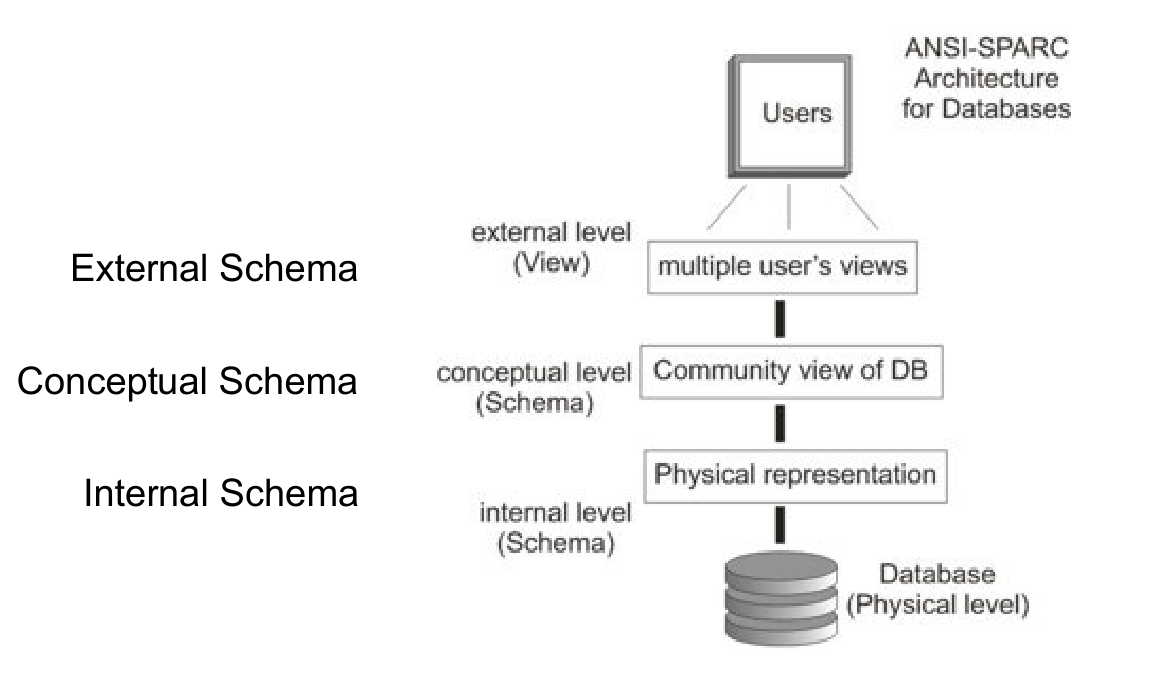 ANSI-SPARC
Architecture
for Databases
Users
external level
(View)
External Schema
multiple user's views
Conceptual Schema
conceptual level
(Schema)
Community view of DB
Internal Schema
Physical representation
internal level
(Schema)
Database
(Physical level)